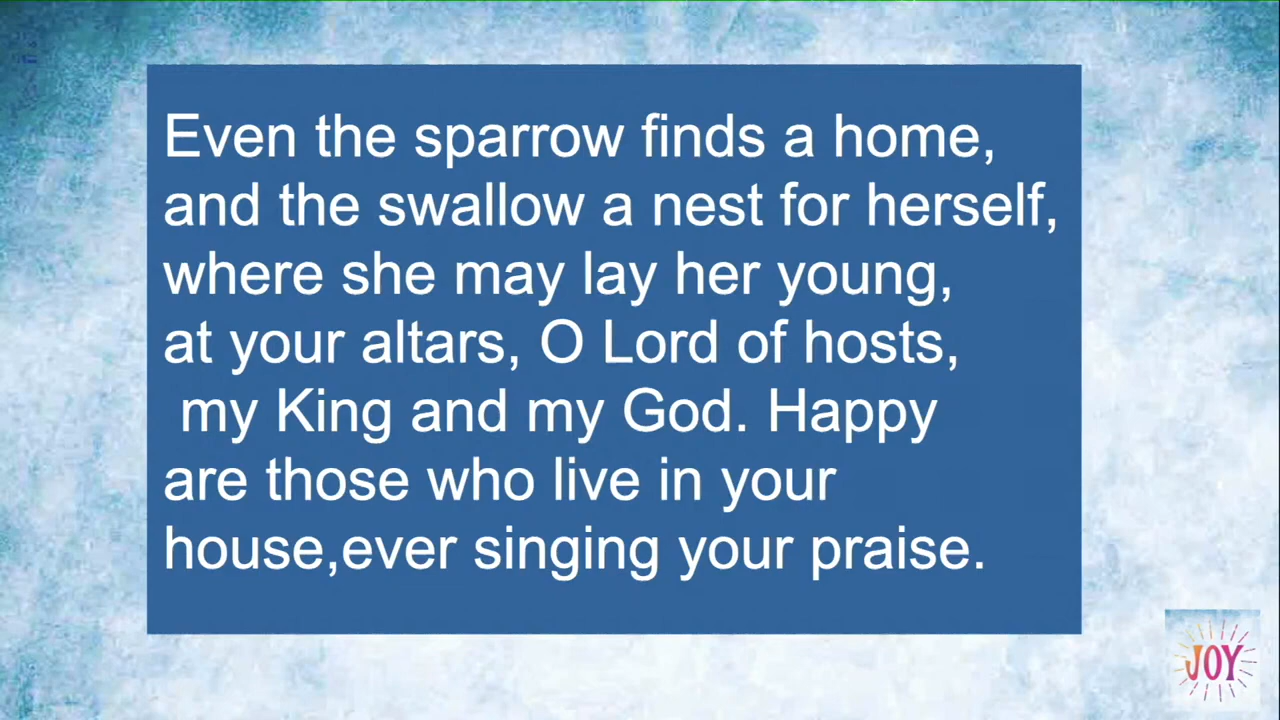 Even the sparrow finds a home,
and the swallow a nest for herself,
where she may lay her young,
at your altars, O Lord of hosts,
my King and my God. Happy
are those who live in your
house,ever singing your praise.
JOY